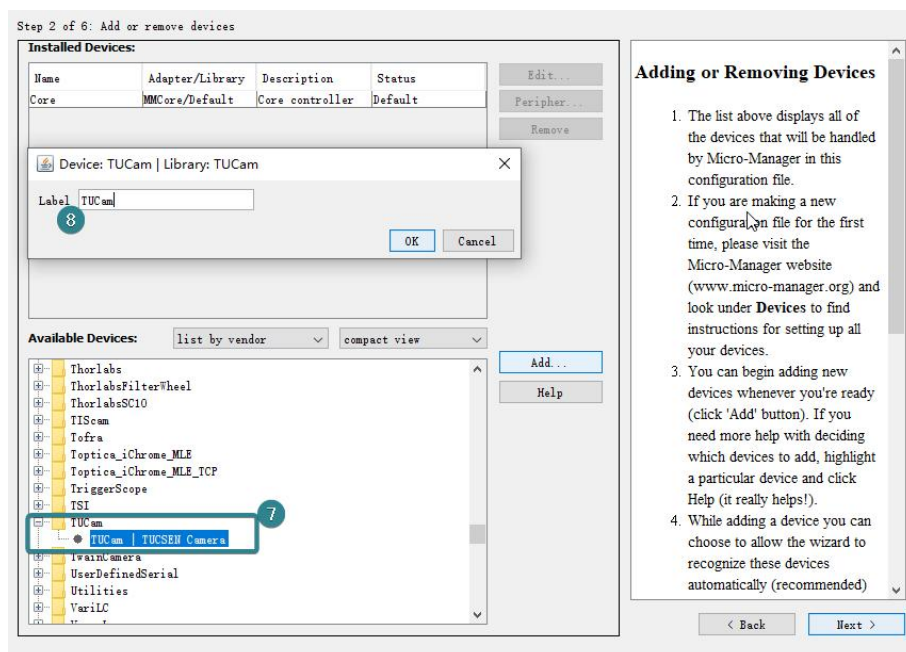 Step 2 of 6: Add or remove devices
Installed Devices:
Name Adapter/Library Description Status
Core MMCore/Default Core controller Default
Edit...
Peripher...
Remove
Device: TUCam | Library: TUCam
Label TUCam
8
OK Cancel
Available Devices: list by vendor compact view
Thorlabs
ThorlabsFilterWheel
ThorlabsSC10
TIScam
Tofra
Toptica_iChrome_MLE
Toptica_iChrome_MLE_TCP
TriggerScope
TSI
TUCam
TUCam | TUCSEN Camera
7
TwainCamera
UserDefinedSerial
Utilities
VariLC
Add...
Help
Adding or Removing Devices
1. The list above displays all of
the devices that will be handled
by Micro-Manager in this
configuration file.
2. If you are making a new
configuration file for the first
time, please visit the
Micro-Manager website
(www.micro-manager.org) and
look under Devices to find
instructions for setting up all
your devices.
3. You can begin adding new
devices whenever you're ready
(click 'Add' button). If you
need more help with deciding
which devices to add, highlight
a particular device and click
Help (it really helps!).
4. While adding a device you can
choose to allow the wizard to
recognize these devices
automatically (recommended)
< Back Next >